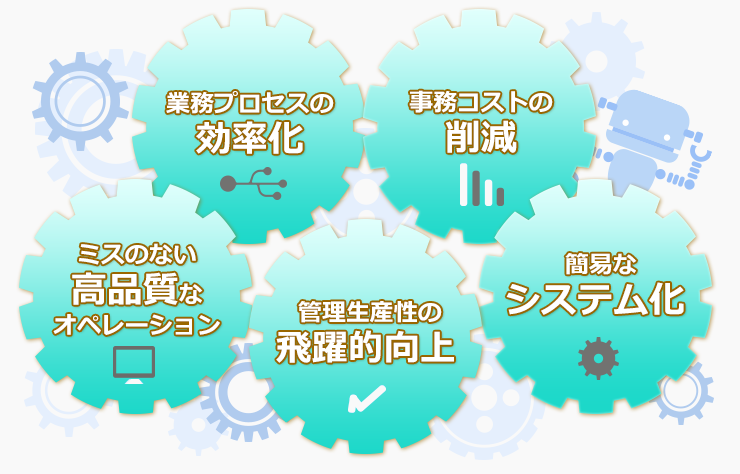 業務プロセスの
効率化
事務コストの
削減
ミスのない
高品質な
オペレーション
管理生産性の
飛躍的向上
簡易な
システム化